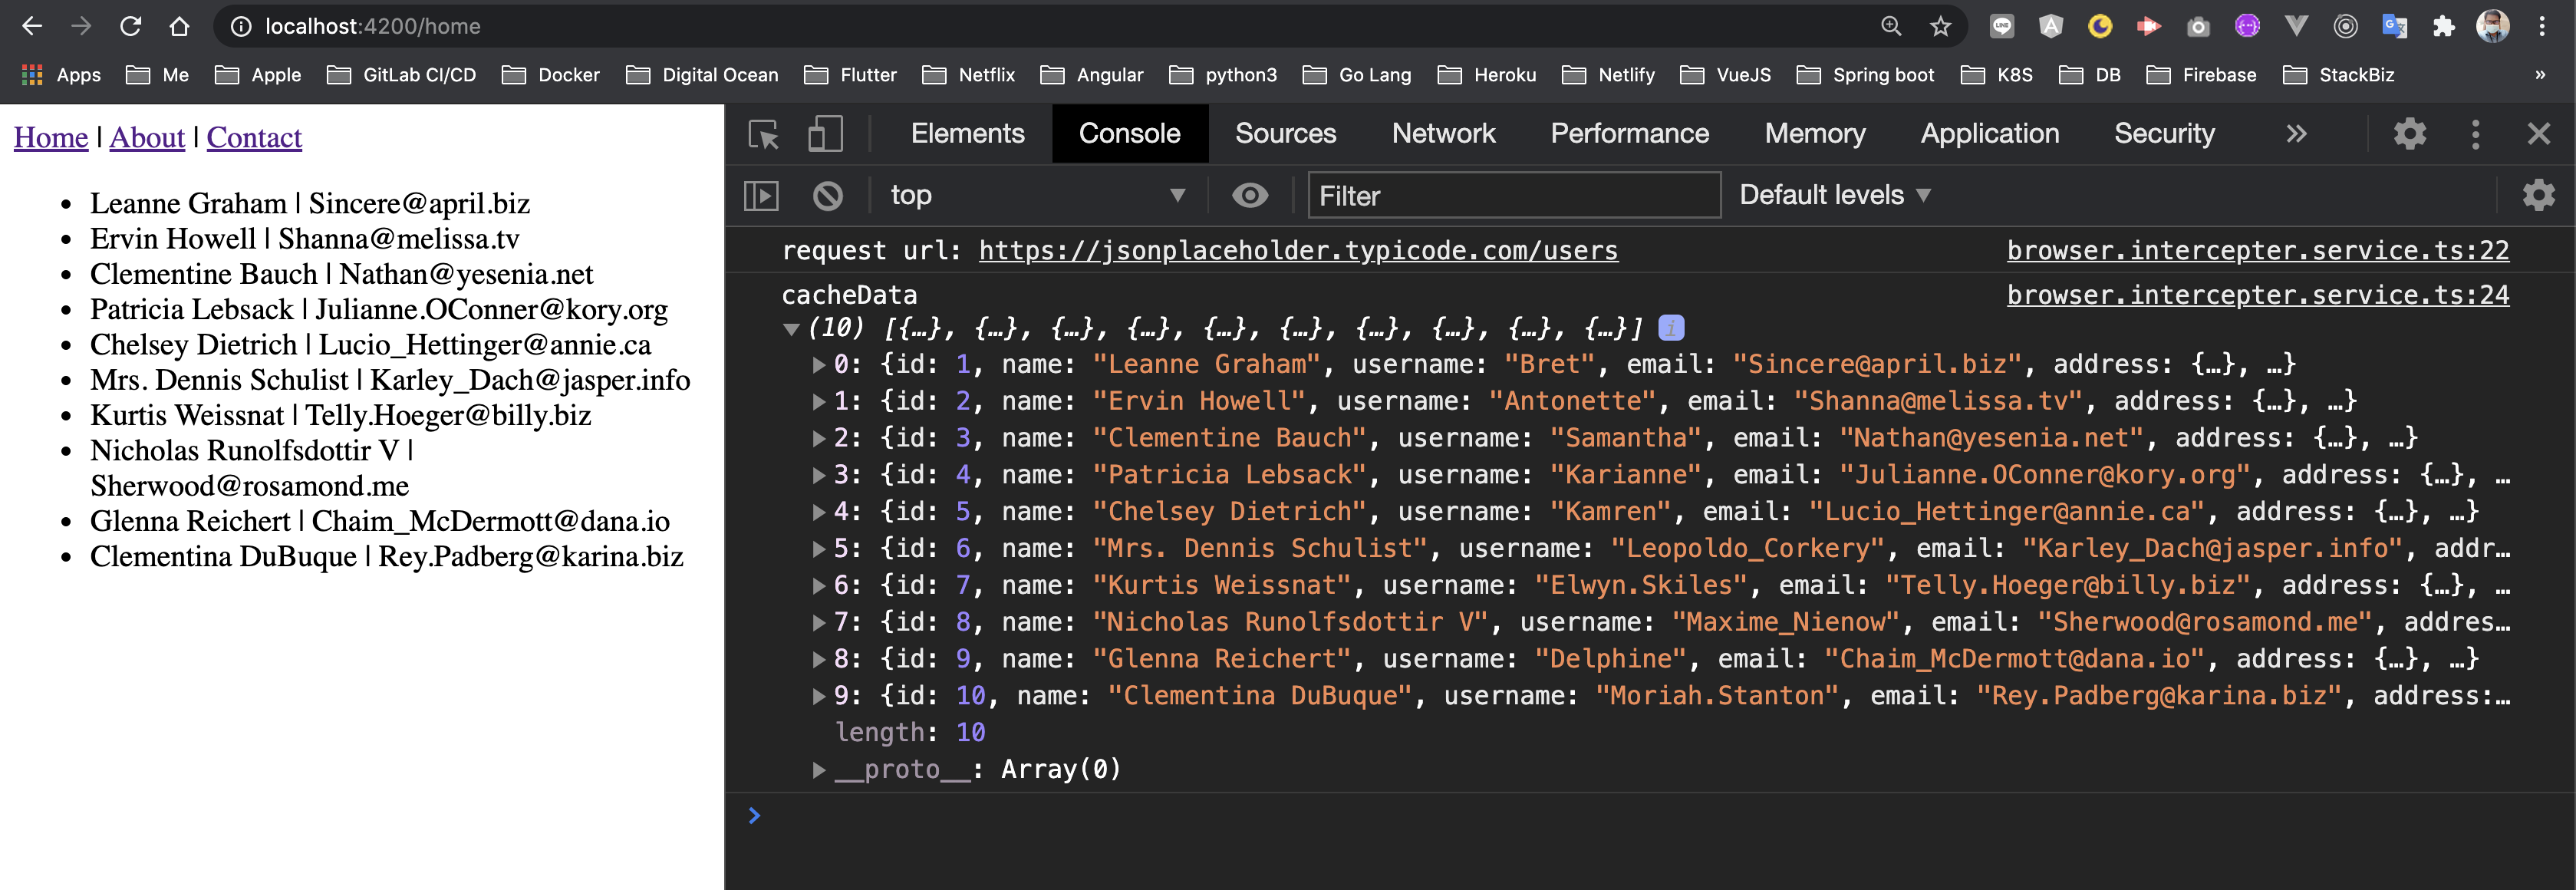 localhost:4200/home
Apps Me Apple GitLab CI/CD Docker Digital Ocean Flutter Netflix Angular python3 Go Lang Heroku Netlify VueJS Spring boot K8S DB Firebase StackBiz »
Home | About | Contact
Leanne Graham | Sincere@april.biz
Ervin Howell | Shanna@melissa.tv
Clementine Bauch | Nathan@yesenia.net
Patricia Lebsack | Julianne.OConner@kory.org
Chelsey Dietrich | Lucio_Hettinger@annie.ca
Mrs. Dennis Schulist | Karley_Dach@jasper.info
Kurtis Weissnat | Telly.Hoeger@billy.biz
Nicholas Runolfsdottir V |
Sherwood@rosamond.me
Glenna Reichert | Chaim_McDermott@dana.io
Clementina DuBuque | Rey.Padberg@karina.biz
Elements Console Sources Network Performance Memory Application Security »
top Filter Default levels
request url: https://jsonplaceholder.typicode.com/users browser.intercepter.service.ts:22
cacheData browser.intercepter.service.ts:24
(10) [{…}, {…}, {…}, {…}, {…}, {…}, {…}, {…}, {…}, {…}] i
0: {id: 1, name: "Leanne Graham", username: "Bret", email: "Sincere@april.biz", address: {…}, …}
1: {id: 2, name: "Ervin Howell", username: "Antonette", email: "Shanna@melissa.tv", address: {…}, …}
2: {id: 3, name: "Clementine Bauch", username: "Samantha", email: "Nathan@yesenia.net", address: {…}, …}
3: {id: 4, name: "Patricia Lebsack", username: "Karianne", email: "Julianne.OConner@kory.org", address: {…}, …
4: {id: 5, name: "Chelsey Dietrich", username: "Kamren", email: "Lucio_Hettinger@annie.ca", address: {…}, …}
5: {id: 6, name: "Mrs. Dennis Schulist", username: "Leopoldo_Corkery", email: "Karley_Dach@jasper.info", addr…
6: {id: 7, name: "Kurtis Weissnat", username: "Elwyn.Skiles", email: "Telly.Hoeger@billy.biz", address: {…}, …
7: {id: 8, name: "Nicholas Runolfsdottir V", username: "Maxime_Nienow", email: "Sherwood@rosamond.me", addres…
8: {id: 9, name: "Glenna Reichert", username: "Delphine", email: "Chaim_McDermott@dana.io", address: {…}, …}
9: {id: 10, name: "Clementina DuBuque", username: "Moriah.Stanton", email: "Rey.Padberg@karina.biz", address:…
length: 10
__proto__: Array(0)